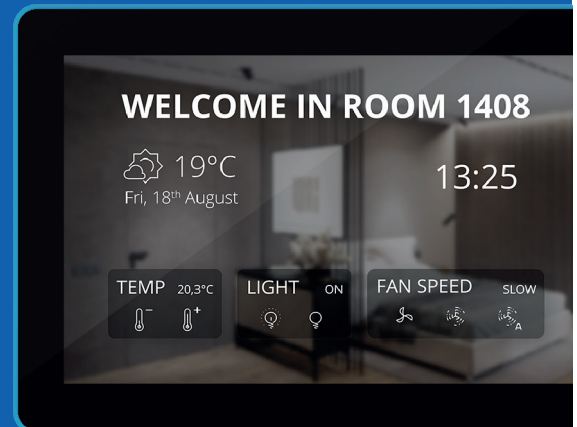 WELCOME IN ROOM 1408
19°C
13:25
Fri, 18th August
TEMP 20,3°C
LIGHT ON
FAN SPEED SLOW
- +
A